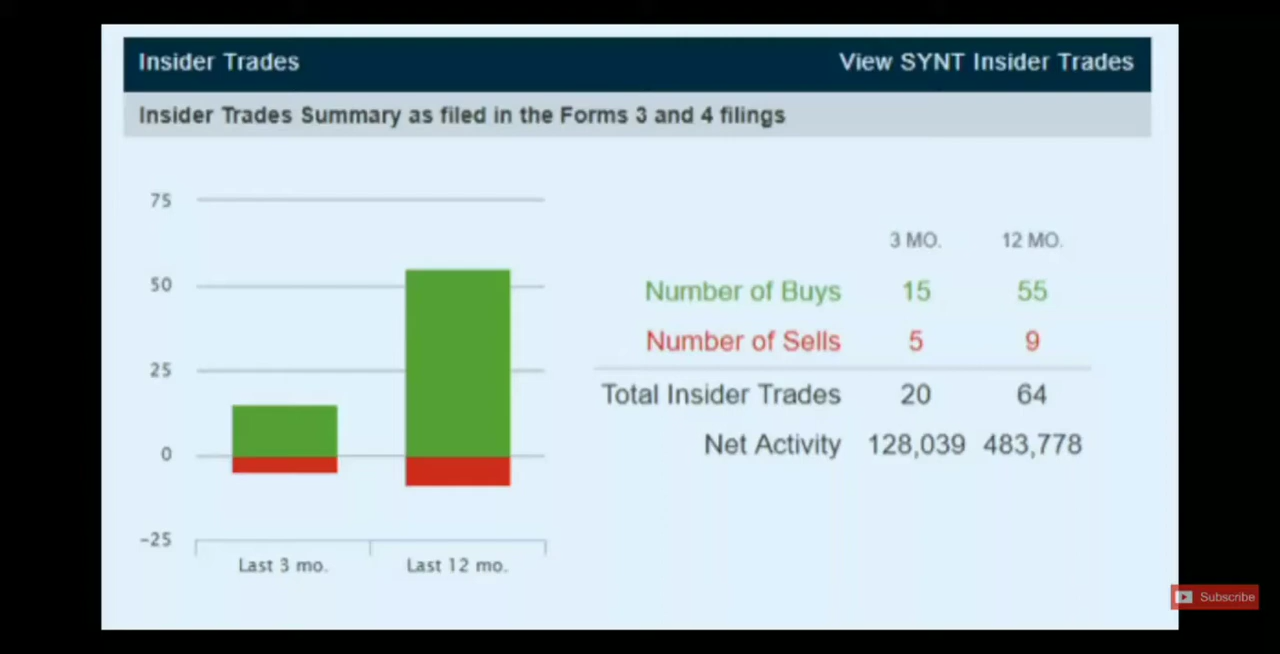 Insider Trades View SYNT Insider Trades
Insider Trades Summary as filed in the Forms 3 and 4 filings
75
50
25
0
-25
Last 3 mo. Last 12 mo.
3 MO. 12 MO.
Number of Buys 15 55
Number of Sells 5 9
Total Insider Trades 20 64
Net Activity 128,039 483,778
Subscribe